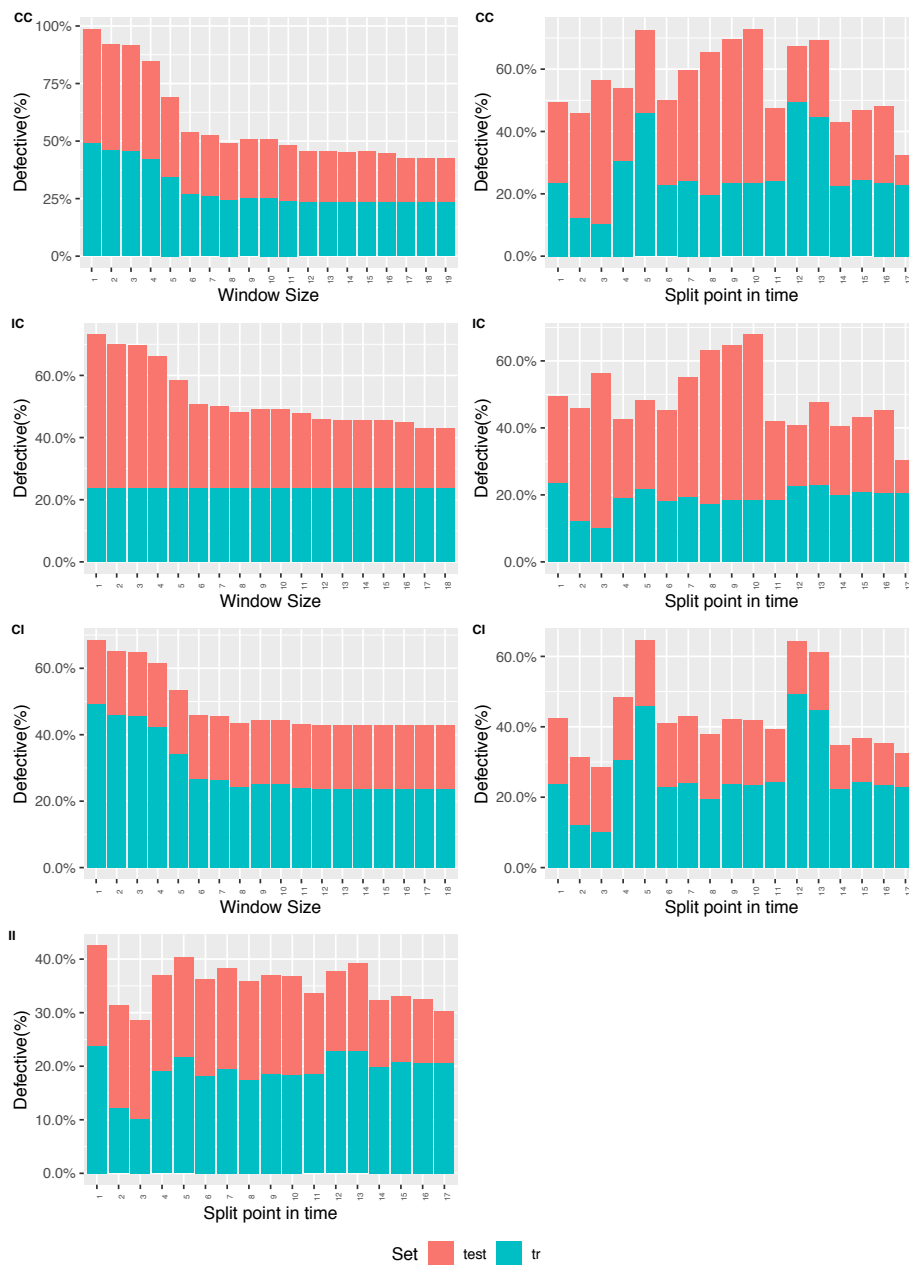 CC
Defective(%)
100%
75%
50%
25%
0%
1 2 3 4 5 6 7 8 9 10 11 12 13 14 15 16 17 18 19
Window Size
CC
Defective(%)
60.0%
40.0%
20.0%
0.0%
1 2 3 4 5 6 7 8 9 10 11 12 13 14 15 16 17
Split point in time
IC
Defective(%)
60.0%
40.0%
20.0%
0.0%
1 2 3 4 5 6 7 8 9 10 11 12 13 14 15 16 17 18
Window Size
IC
Defective(%)
60.0%
40.0%
20.0%
0.0%
1 2 3 4 5 6 7 8 9 10 11 12 13 14 15 16 17
Split point in time
CI
Defective(%)
60.0%
40.0%
20.0%
0.0%
1 2 3 4 5 6 7 8 9 10 11 12 13 14 15 16 17 18
Window Size
CI
Defective(%)
60.0%
40.0%
20.0%
0.0%
1 2 3 4 5 6 7 8 9 10 11 12 13 14 15 16 17
Split point in time
II
Defective(%)
40.0%
30.0%
20.0%
10.0%
0.0%
1 2 3 4 5 6 7 8 9 10 11 12 13 14 15 16 17
Split point in time
Set test tr